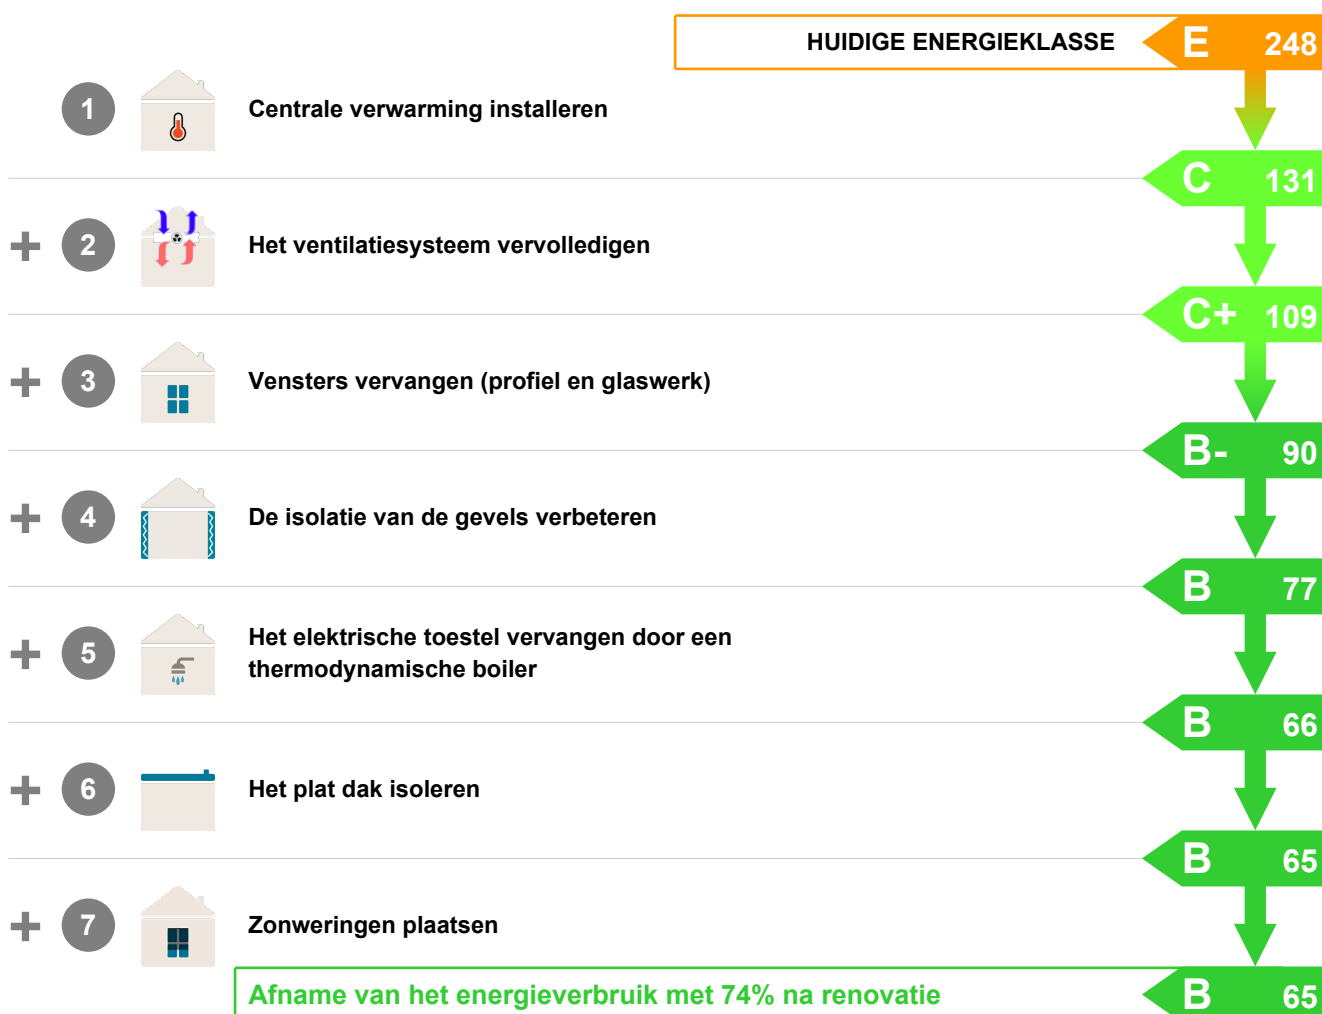 HUIDIGE ENERGIEKLASSE E 248
1 Centrale verwarming installeren
C 131
+ 2 Het ventilatiesysteem vervolledigen
C+ 109
+ 3 Vensters vervangen (profiel en glaswerk)
B- 90
+ 4 De isolatie van de gevels verbeteren
B 77
+ 5 Het elektrische toestel vervangen door een
thermodynamische boiler
B 66
+ 6 Het plat dak isoleren
B 65
+ 7 Zonweringen plaatsen
Afname van het energieverbruik met 74% na renovatie B 65